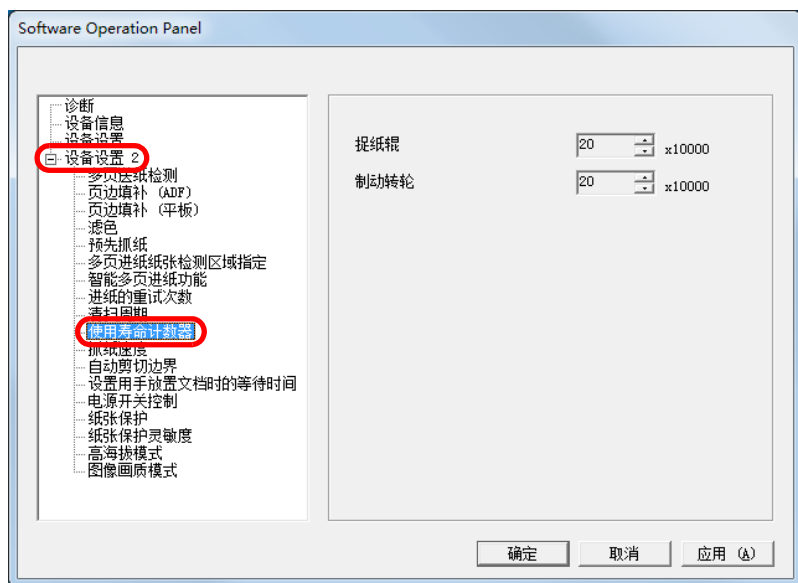 Software Operation Panel
诊断
设备信息
设备设置
设备设置 2
多页送纸检测
页边填补 (ADF)
页边填补 (平板)
滤色
预先抓纸
多页进纸纸张检测区域指定
智能多页进纸功能
进纸的重试次数
清扫周期
使用寿命计数器
抓纸速度
自动剪切边界
设置用手放置文档时的等待时间
电源开关控制
纸张保护
纸张保护灵敏度
高海拔模式
图像画质模式
捉纸辊 20 x10000
制动转轮 20 x10000
确定 取消 应用 (A)